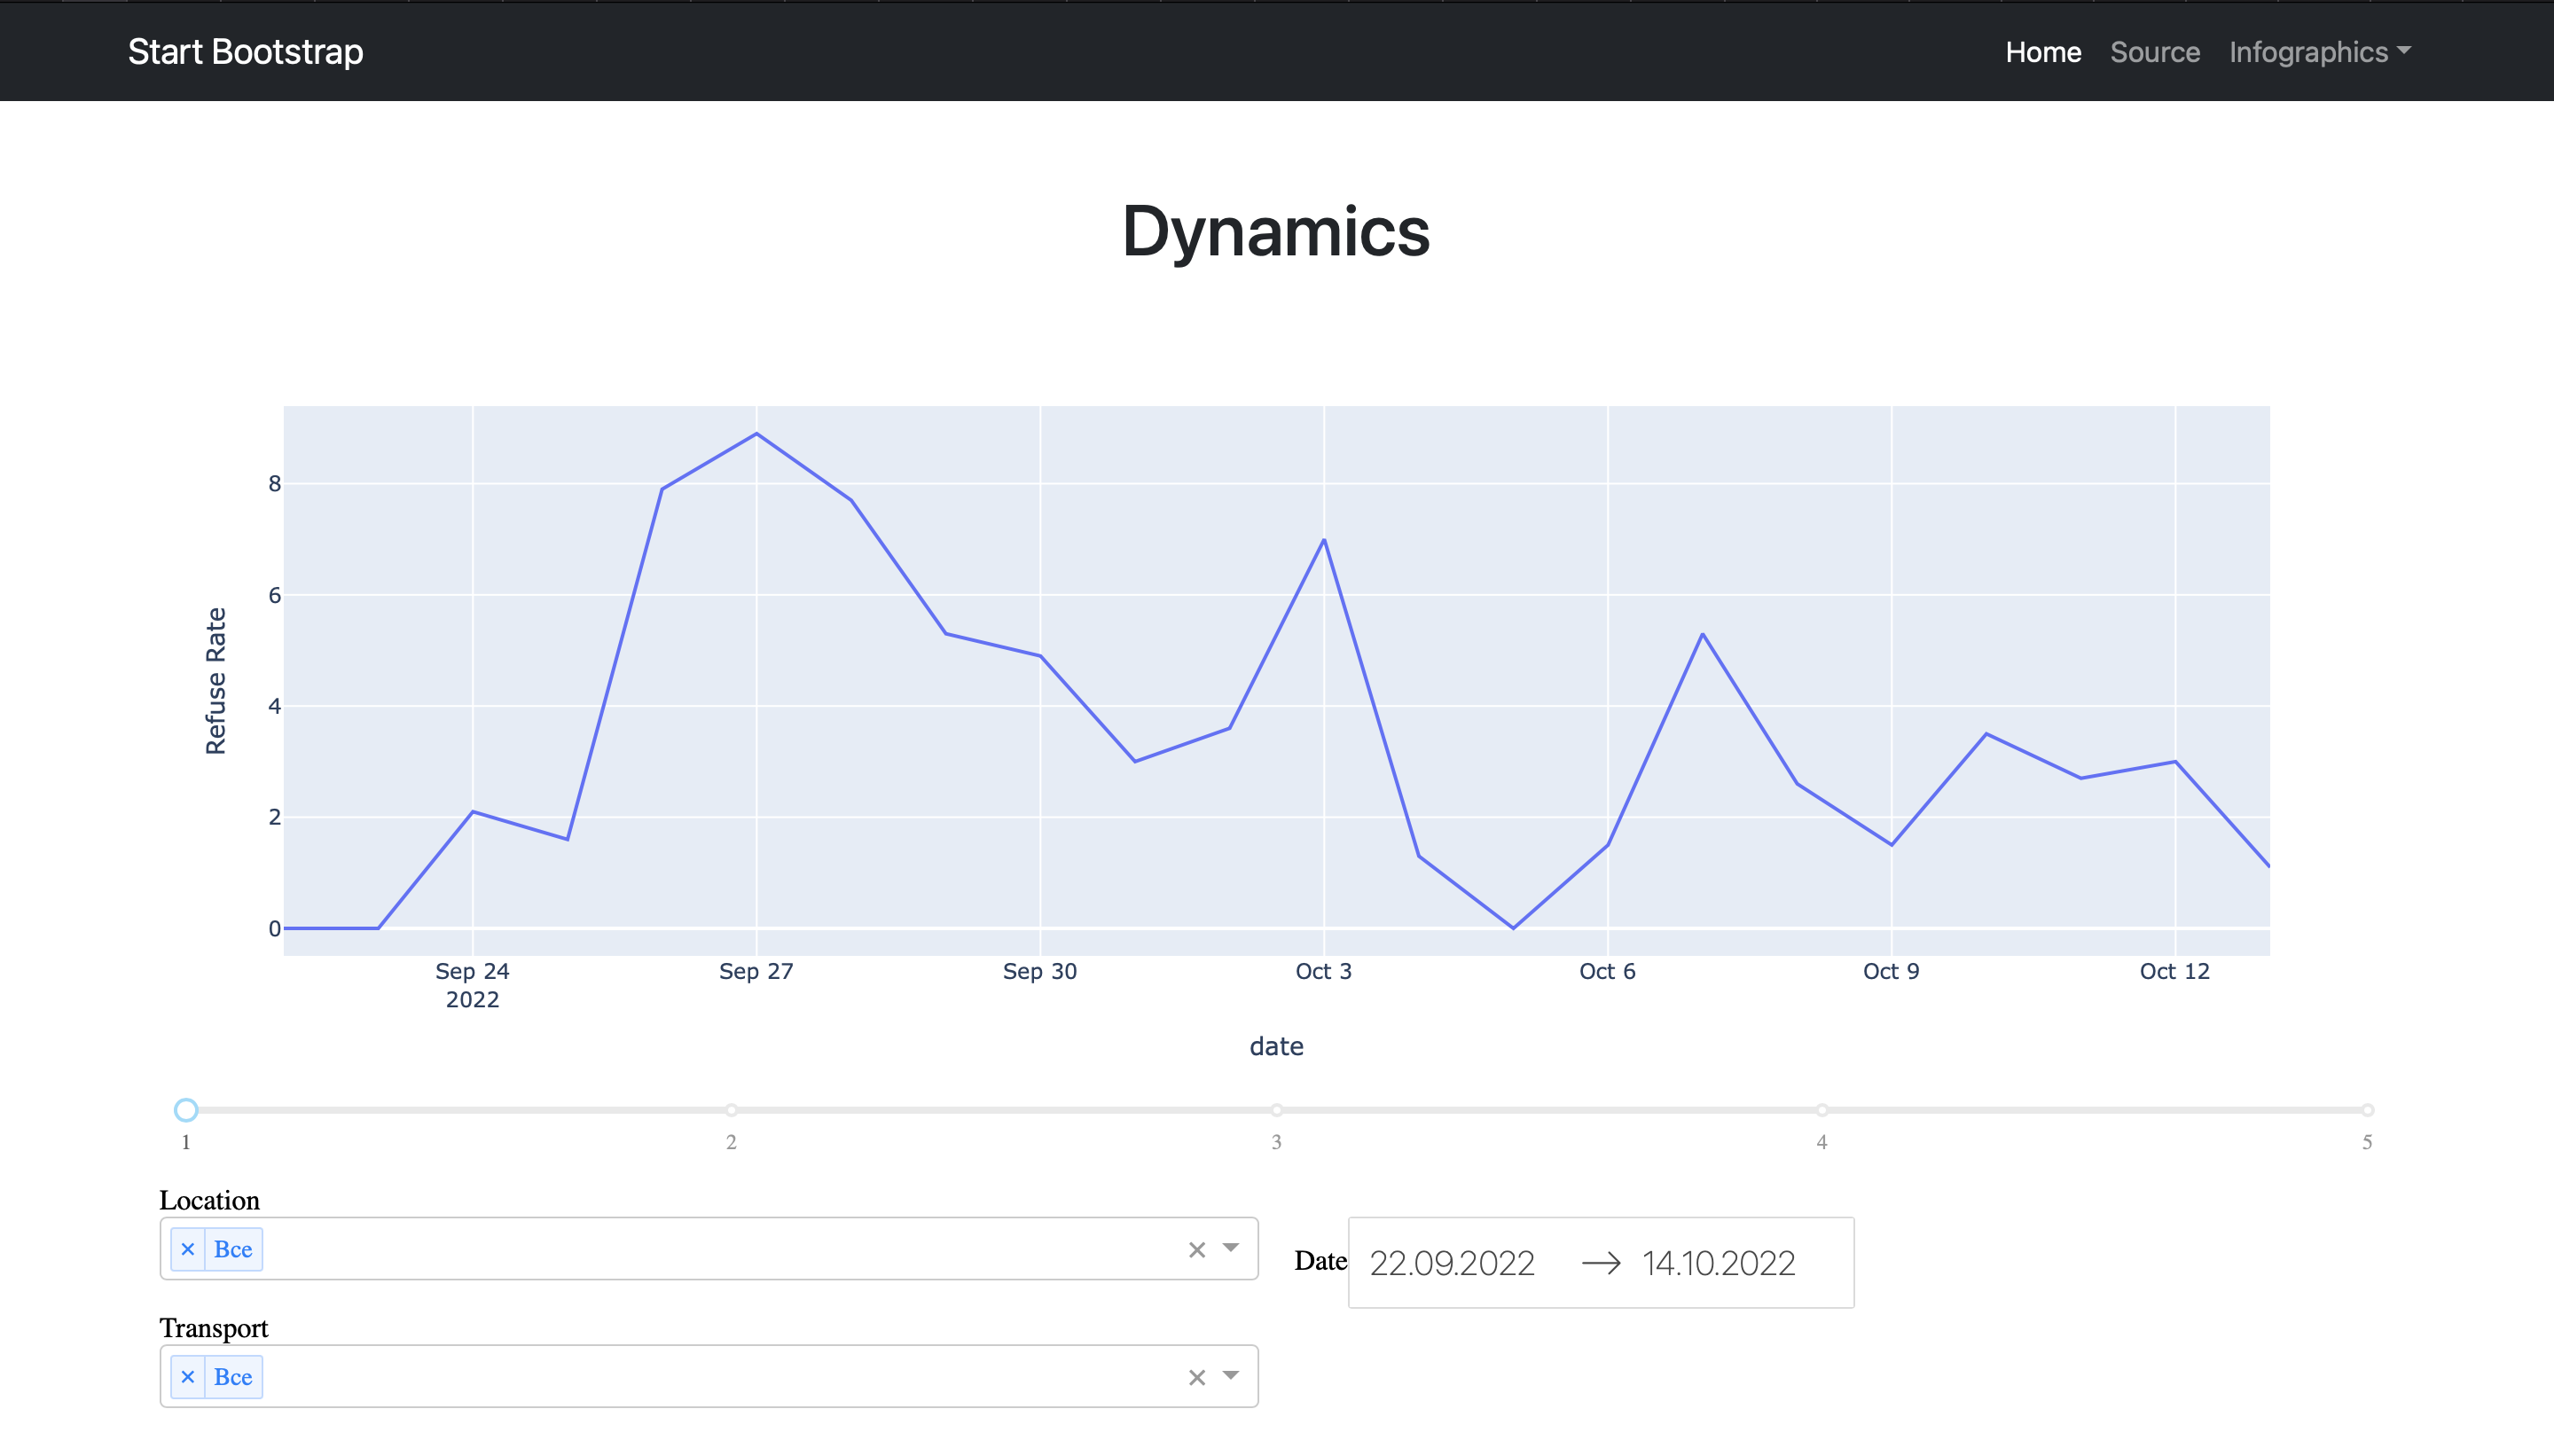 Start Bootstrap
Home Source Infographics
Dynamics
Refuse Rate
8
6
4
2
0
Sep 24 Sep 27 Sep 30 Oct 3 Oct 6 Oct 9 Oct 12
2022
date
1 2 3 4 5
Location
× Все
Date 22.09.2022 → 14.10.2022
Transport
× Все